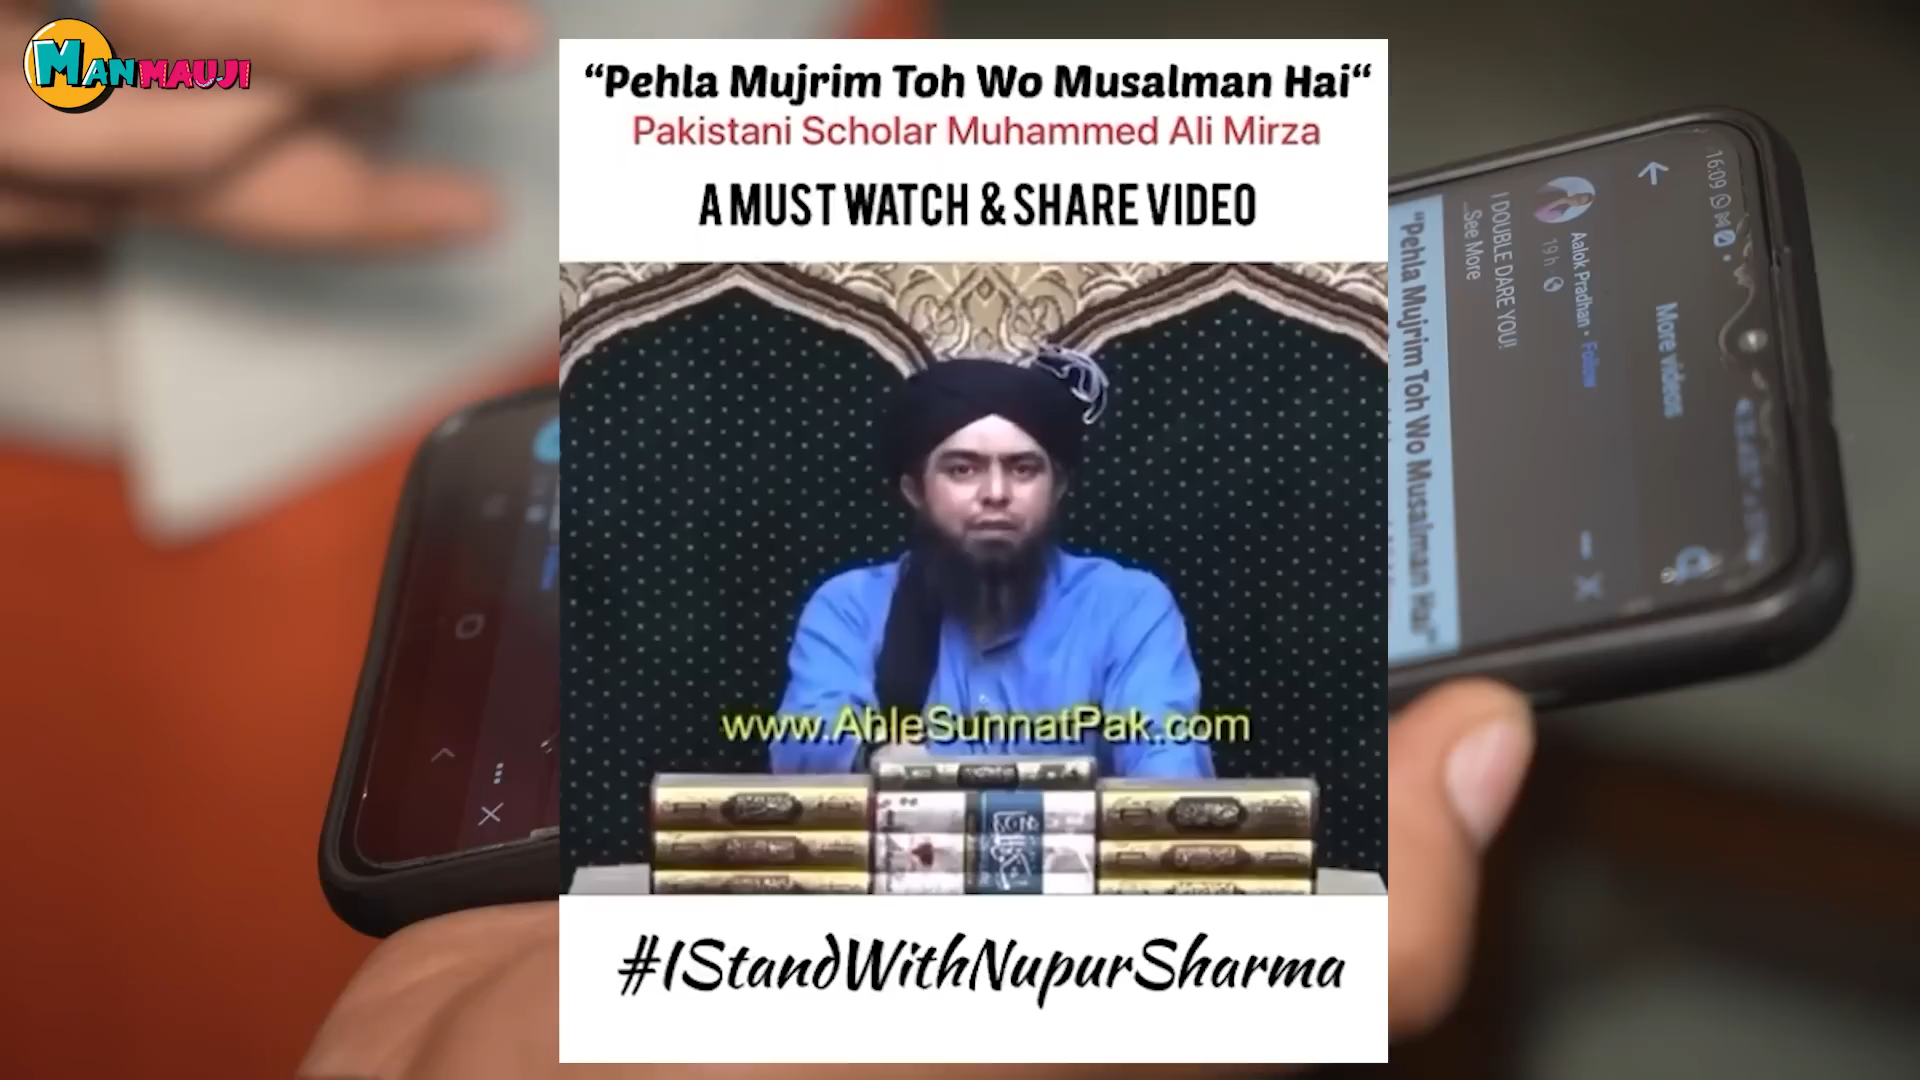 MANMAUJI
“Pehla Mujrim Toh Wo Musalman Hai“
Pakistani Scholar Muhammed Ali Mirza
A MUST WATCH & SHARE VIDEO
www.AhleSunnatPak.com
#IStandWithNupurSharma
16:09
More videos
Aalok Pradhan • Follow
19 h
I DOUBLE DARE YOU!
...See More
"Pehla Mujrim Toh Wo Musalman Hai"